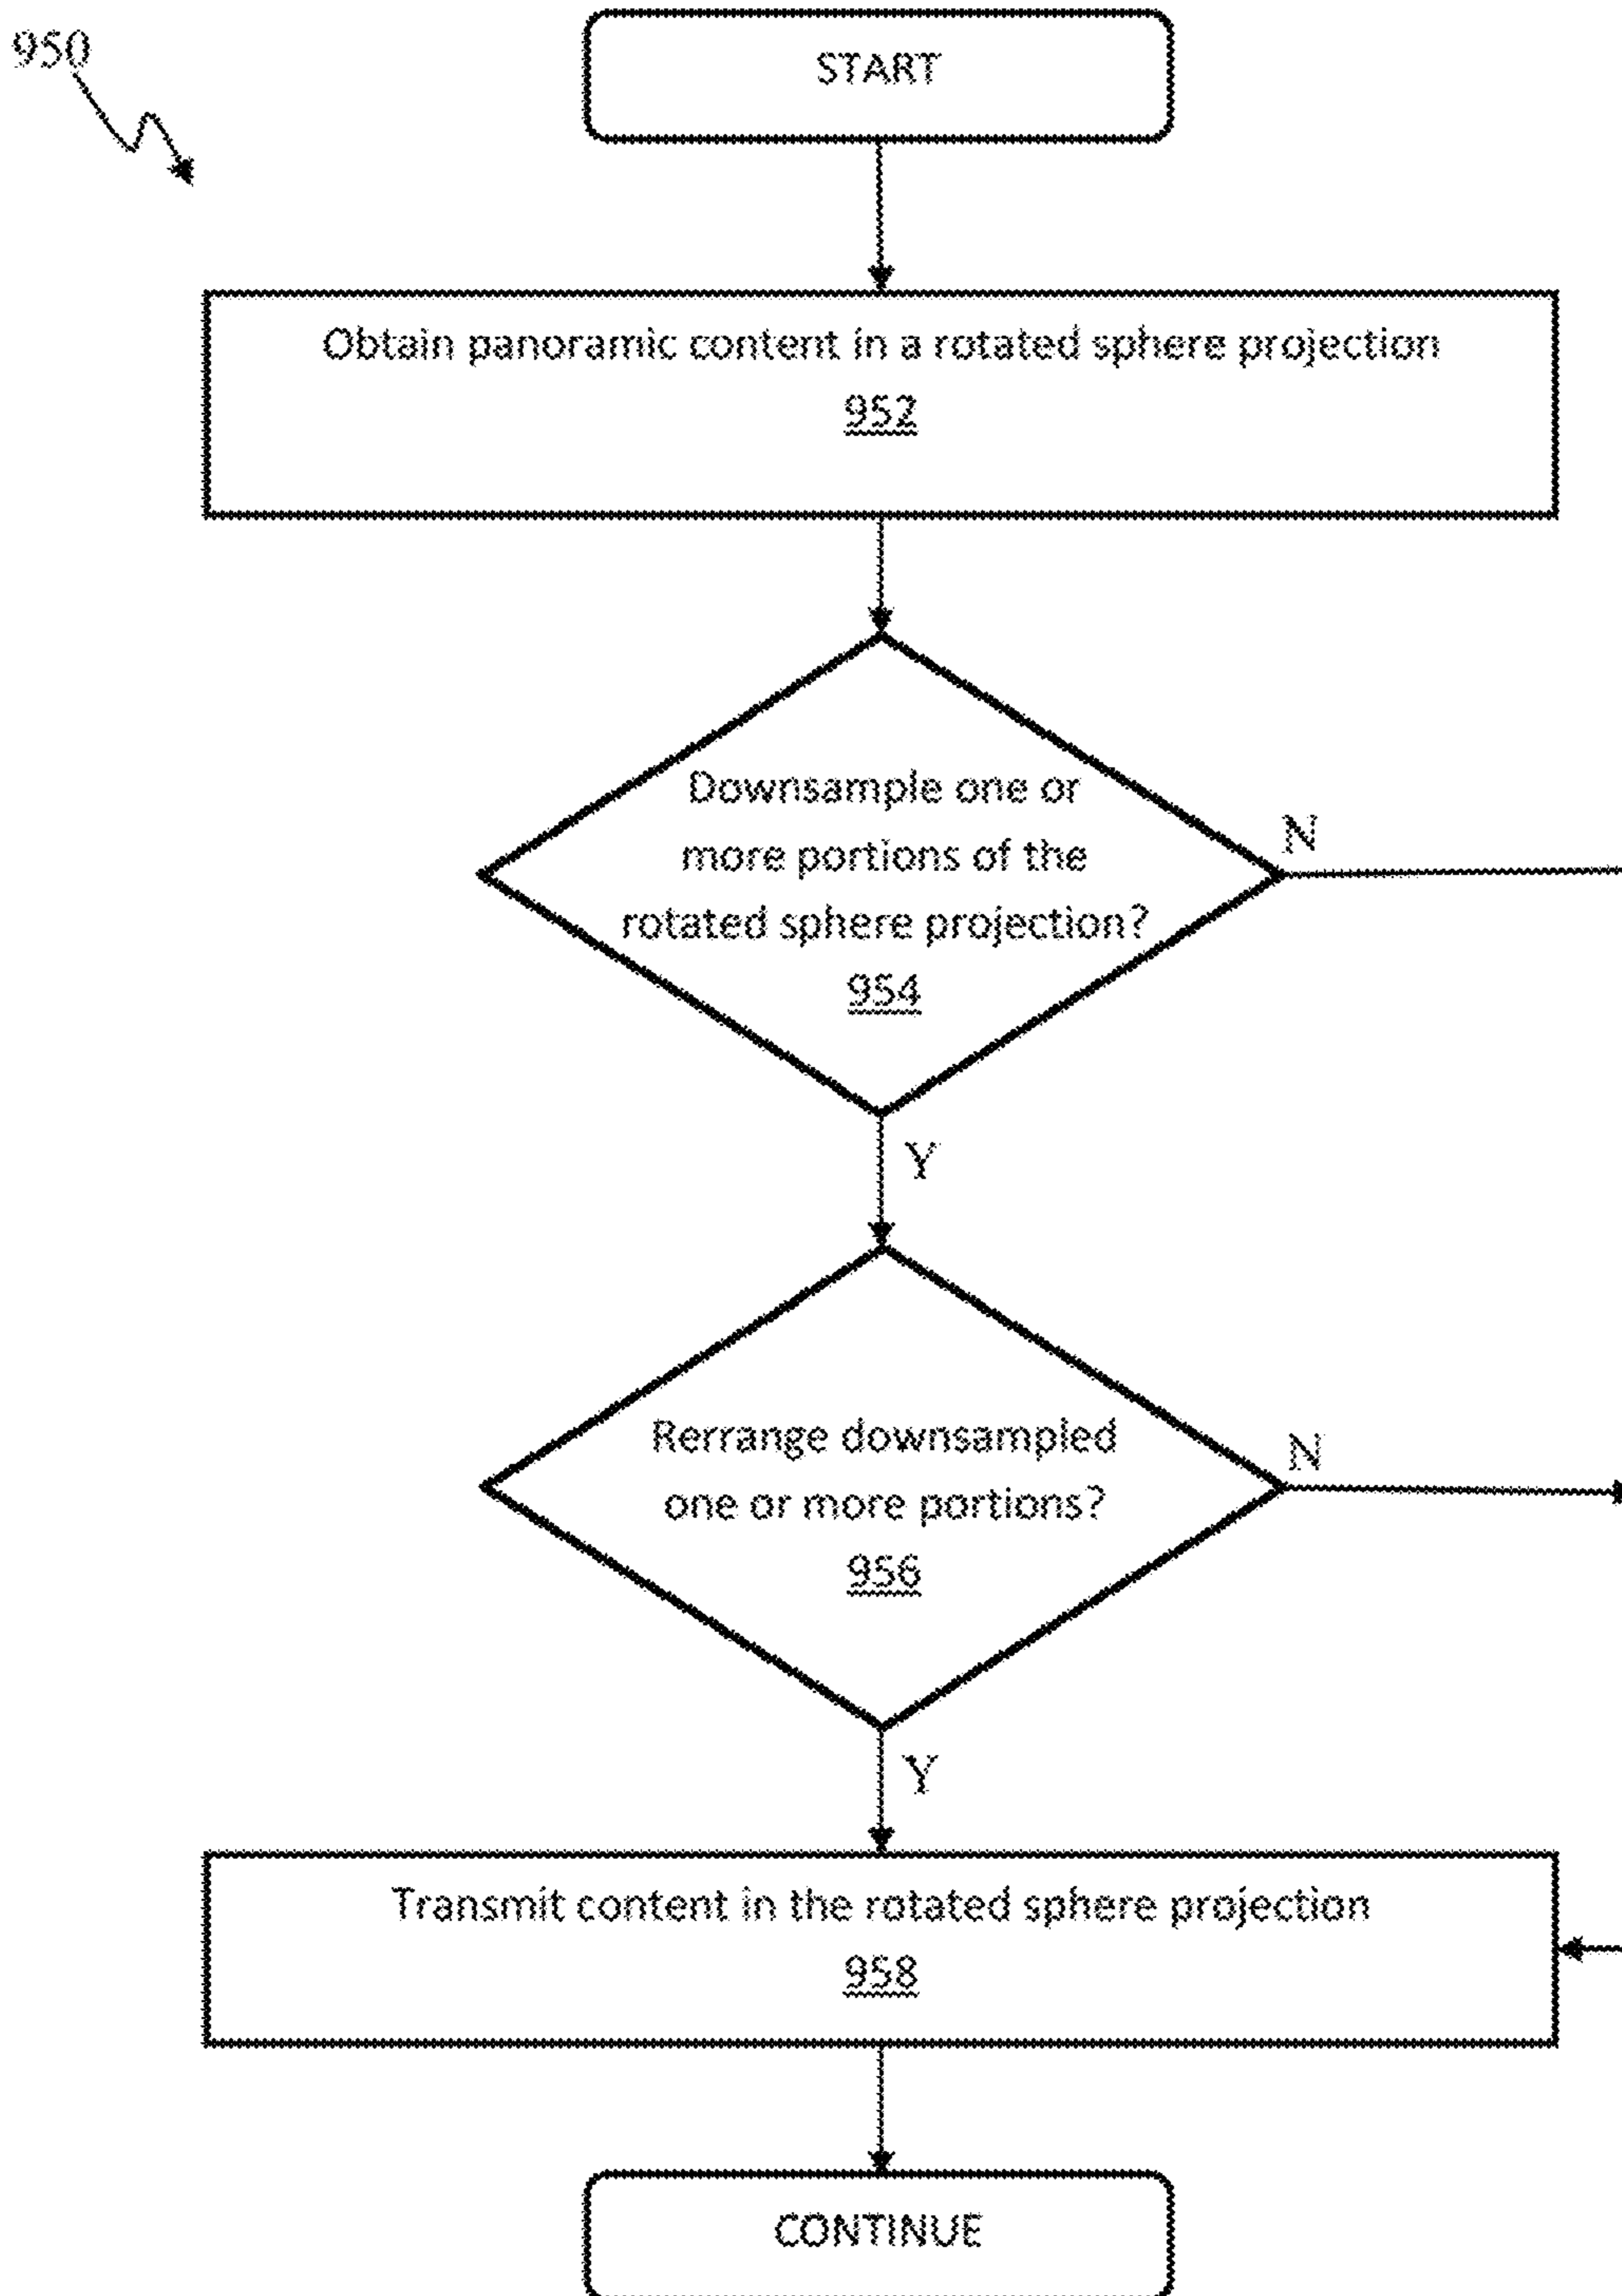 950
START
Obtain panoramic content in a rotated sphere projection
952
Downsample one or
more portions of the
rotated sphere projection?
954
N
Y
Rerrange downsampled
one or more portions?
956
N
Y
Transmit content in the rotated sphere projection
958
CONTINUE